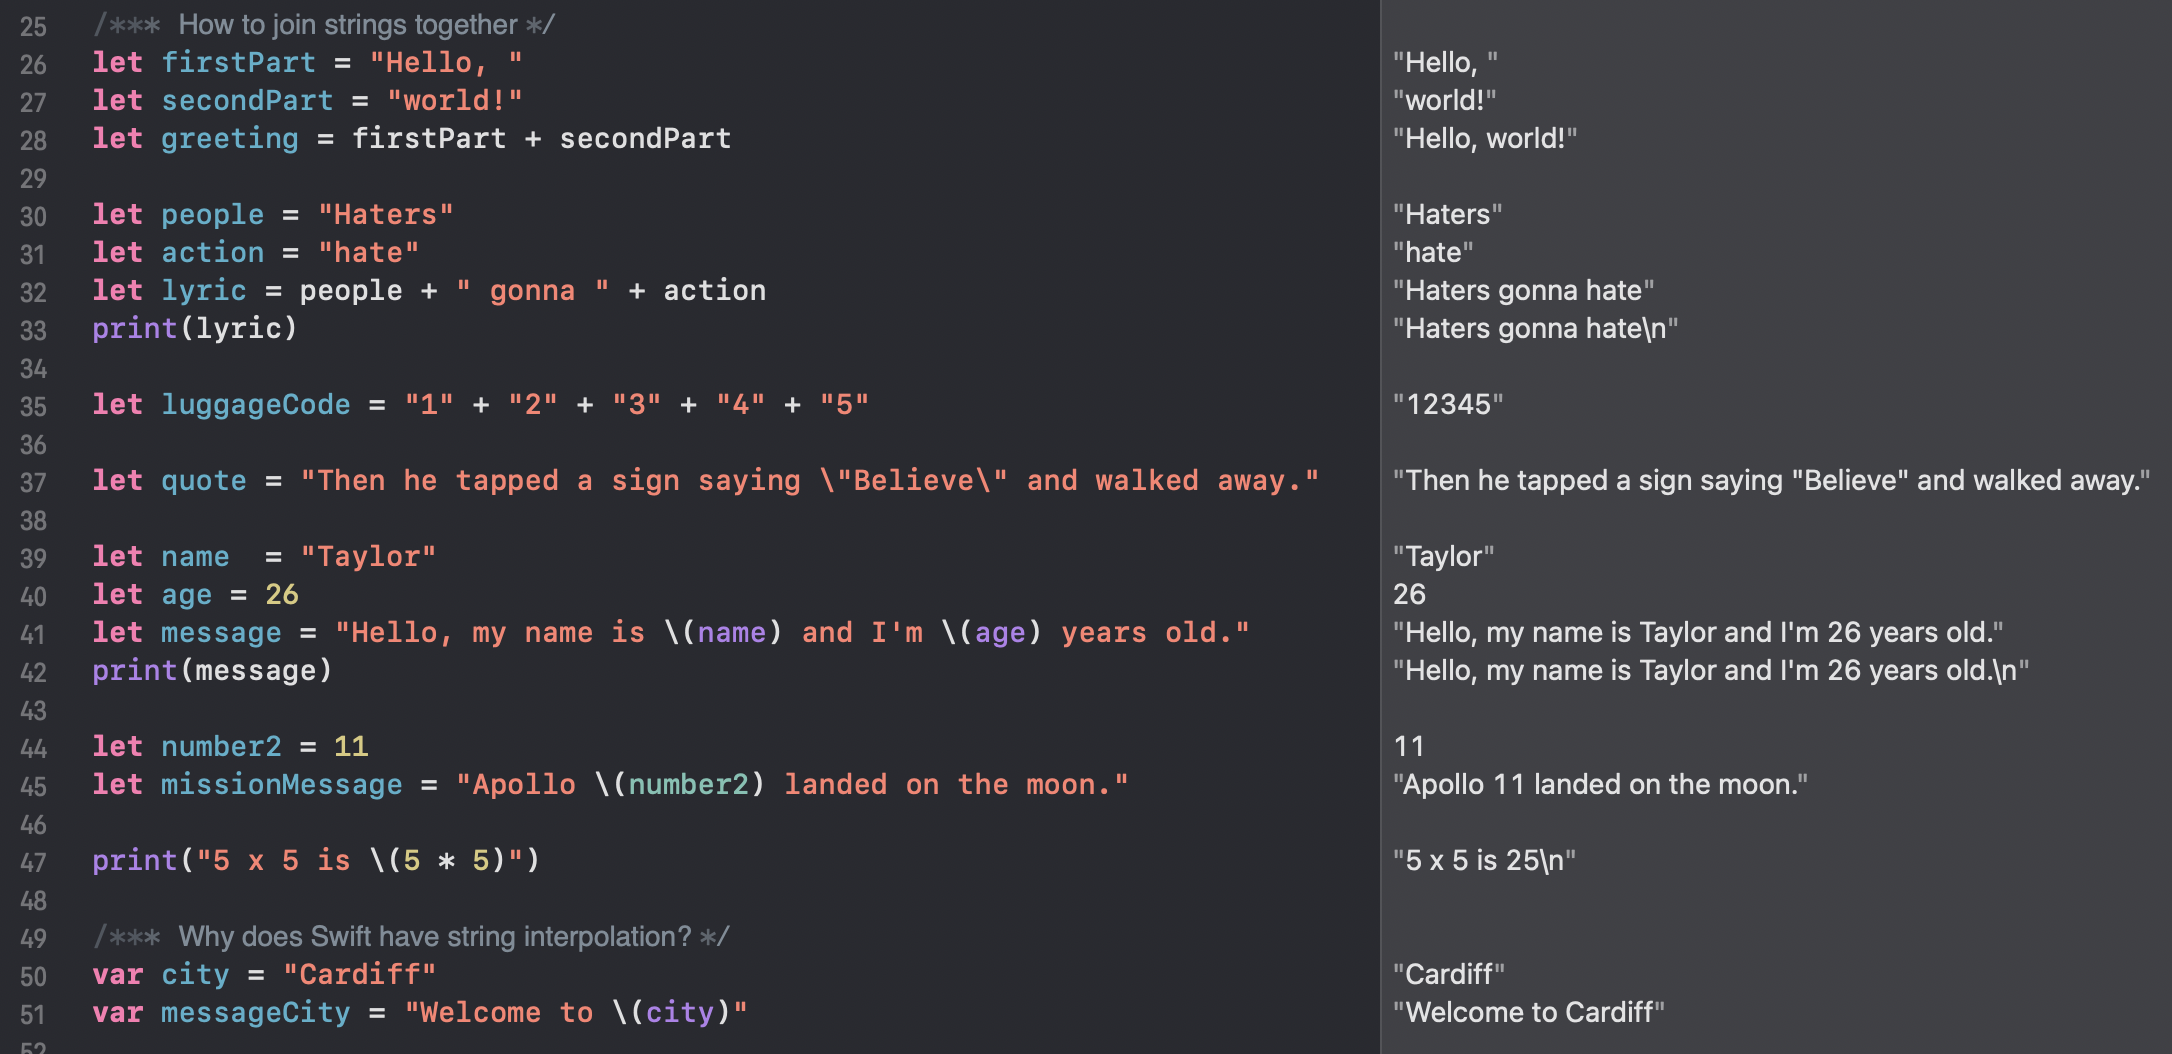 25 /*** How to join strings together */
26 let firstPart = "Hello, " "Hello, "
27 let secondPart = "world!" "world!"
28 let greeting = firstPart + secondPart "Hello, world!"
29
30 let people = "Haters" "Haters"
31 let action = "hate" "hate"
32 let lyric = people + " gonna " + action "Haters gonna hate"
33 print(lyric) "Haters gonna hate\n"
34
35 let luggageCode = "1" + "2" + "3" + "4" + "5" "12345"
36
37 let quote = "Then he tapped a sign saying \"Believe\" and walked away." "Then he tapped a sign saying "Believe" and walked away."
38
39 let name  = "Taylor" "Taylor"
40 let age = 26 26
41 let message = "Hello, my name is \(name) and I'm \(age) years old." "Hello, my name is Taylor and I'm 26 years old."
42 print(message) "Hello, my name is Taylor and I'm 26 years old.\n"
43
44 let number2 = 11 11
45 let missionMessage = "Apollo \(number2) landed on the moon." "Apollo 11 landed on the moon."
46
47 print("5 x 5 is \(5 * 5)") "5 x 5 is 25\n"
48
49 /*** Why does Swift have string interpolation? */
50 var city = "Cardiff" "Cardiff"
51 var messageCity = "Welcome to \(city)" "Welcome to Cardiff"
52